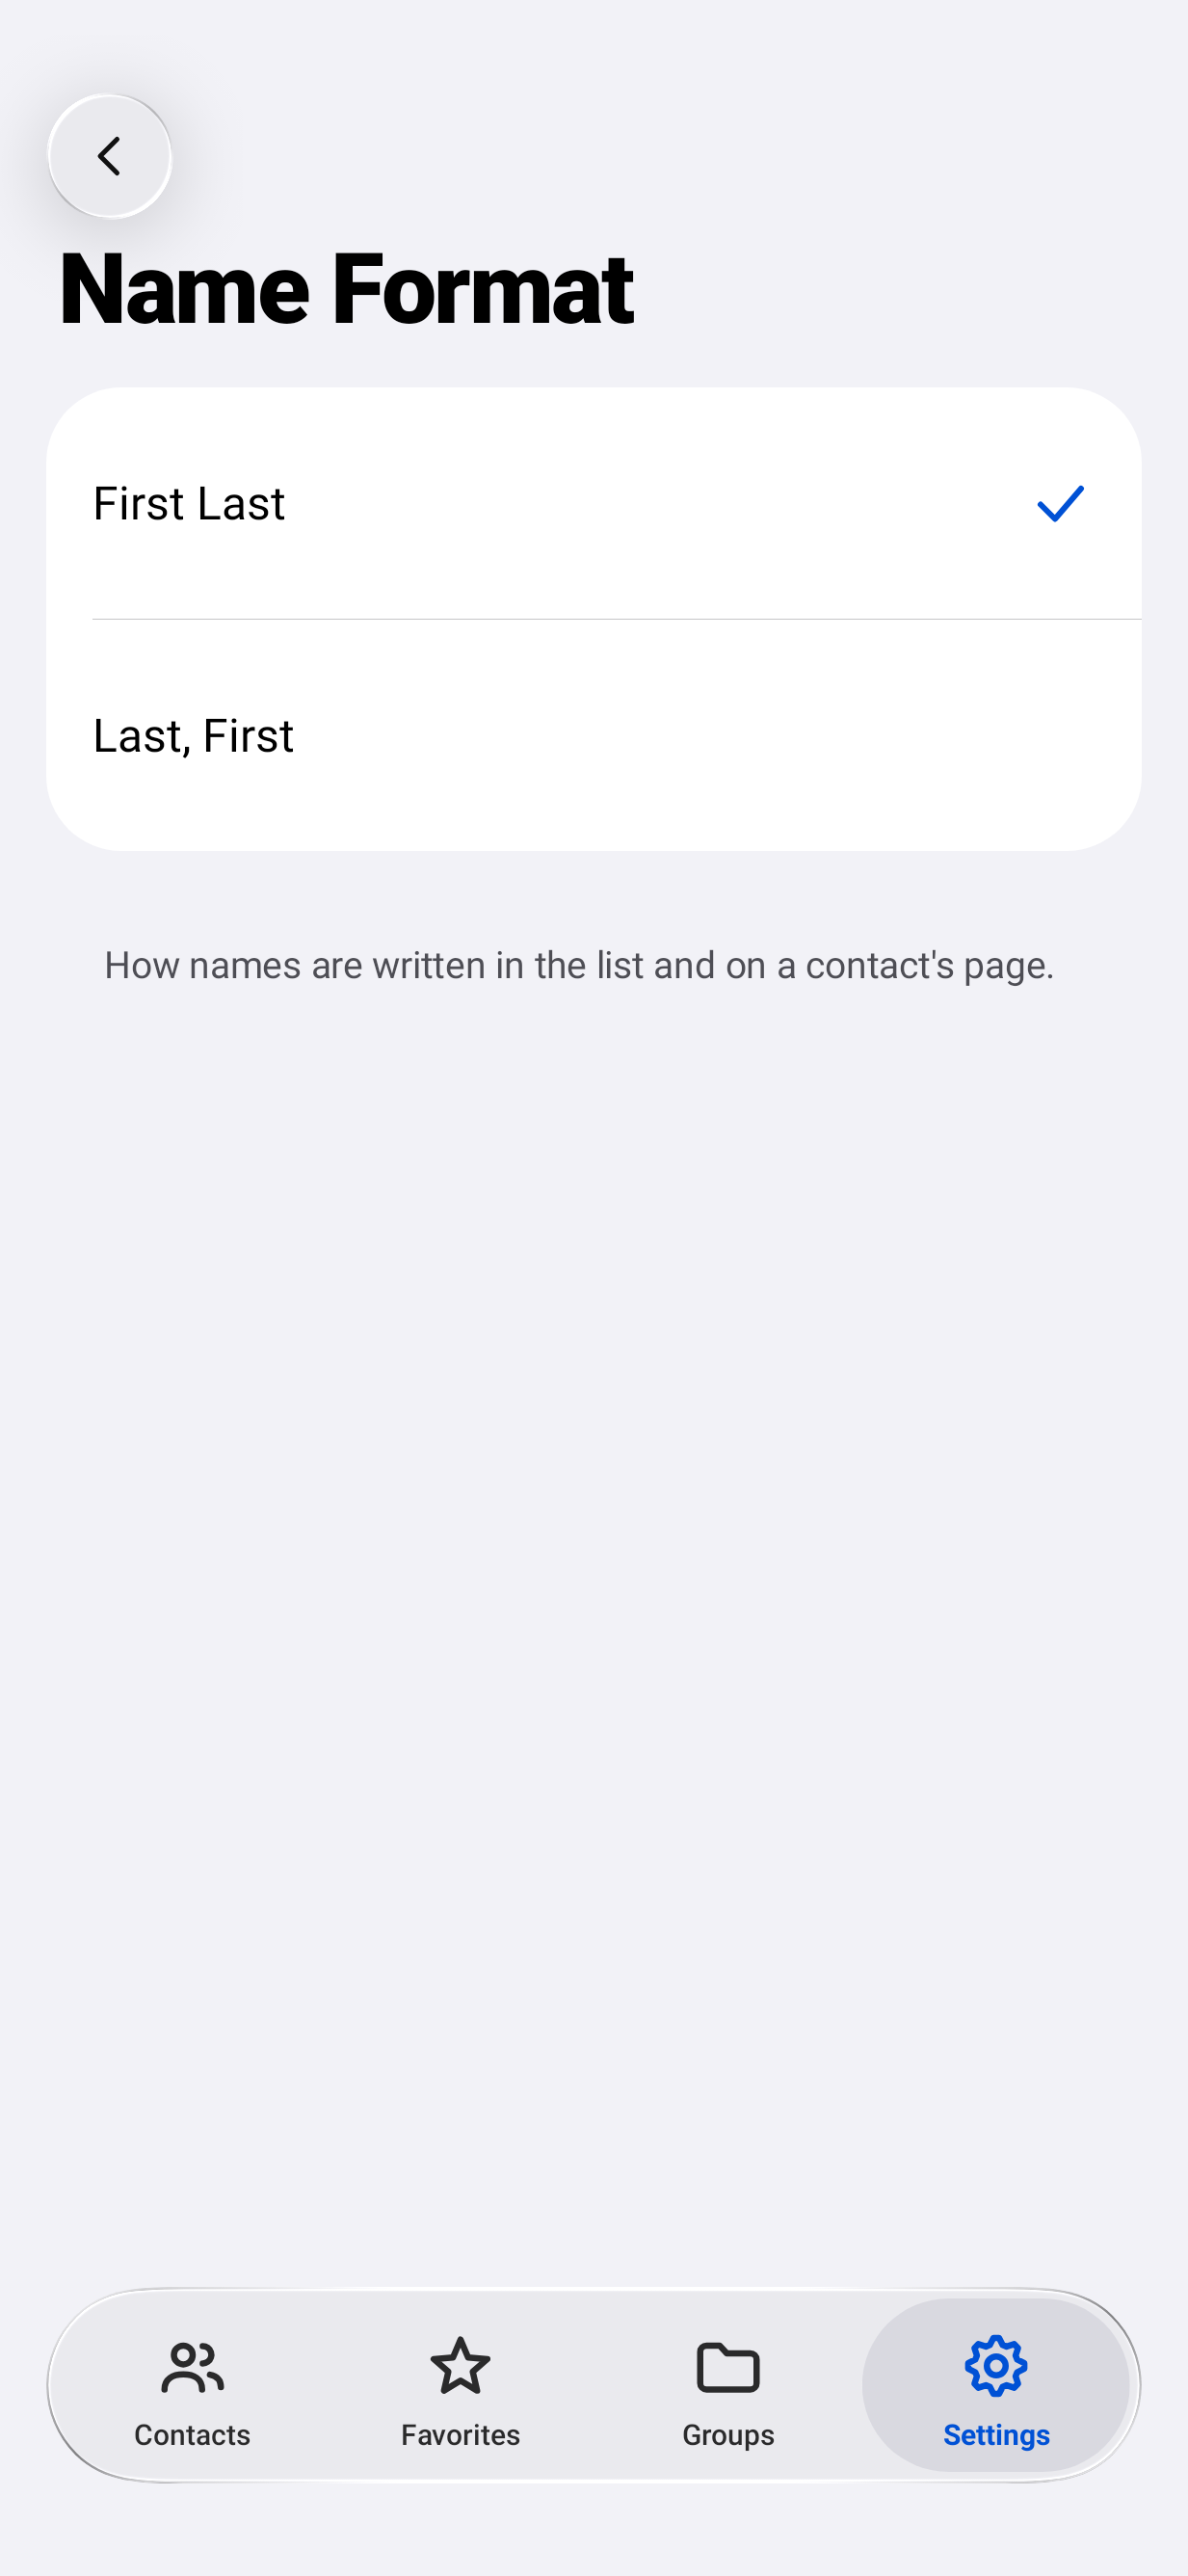 Name Format
First Last
Last, First
How names are written in the list and on a contact's page.
Contacts
Favorites
Groups
Settings